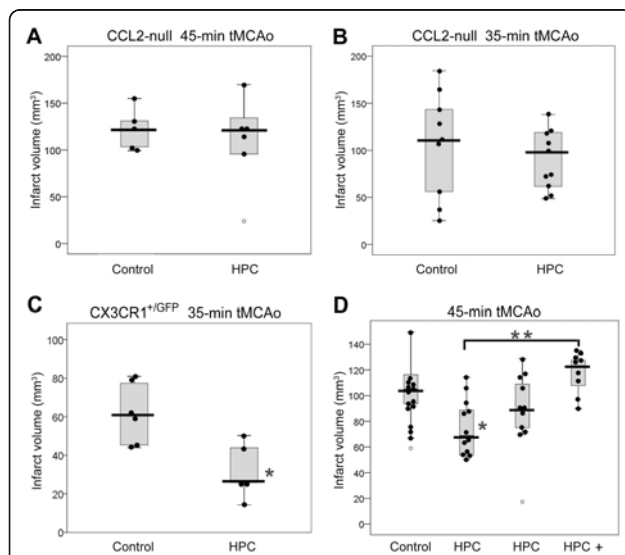 A
CCL2-null 45-min tMCAo
Infarct volume (mm³)
200
150
100
50
0
Control HPC
B
CCL2-null 35-min tMCAo
Infarct volume (mm³)
200
150
100
50
0
Control HPC
C
CX3CR1+/GFP 35-min tMCAo
Infarct volume (mm³)
100
80
60
40
20
0
*
Control HPC
D
45-min tMCAo
Infarct volume (mm³)
140
120
100
80
60
40
20
0
**
*
Control HPC HPC HPC +